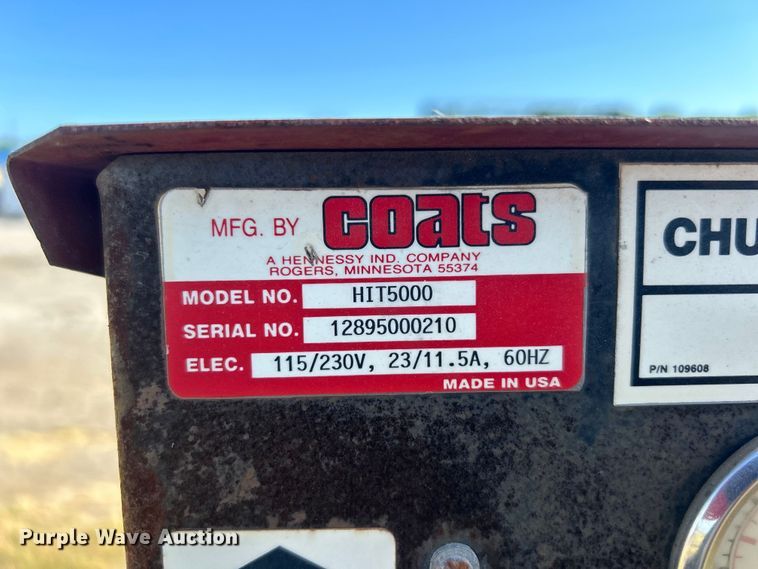 MFG. BY coats
A HENNESSY IND. COMPANY
ROGERS, MINNESOTA 55374
MODEL NO. HIT5000
SERIAL NO. 12895000210
ELEC. 115/230V, 23/11.5A, 60HZ
MADE IN USA
CHU
P/N 109608
Purple Wave Auction